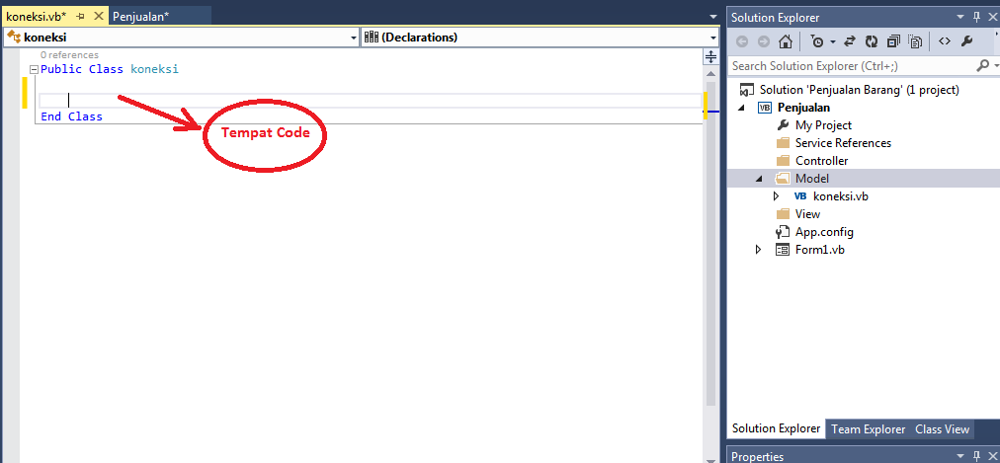 koneksi.vb*
Penjualan*
koneksi
(Declarations)
0 references
Public Class koneksi
End Class
Tempat Code
Solution Explorer
Search Solution Explorer (Ctrl+;)
Solution 'Penjualan Barang' (1 project)
VB Penjualan
My Project
Service References
Controller
Model
VB koneksi.vb
View
App.config
Form1.vb
Solution Explorer Team Explorer Class View
Properties